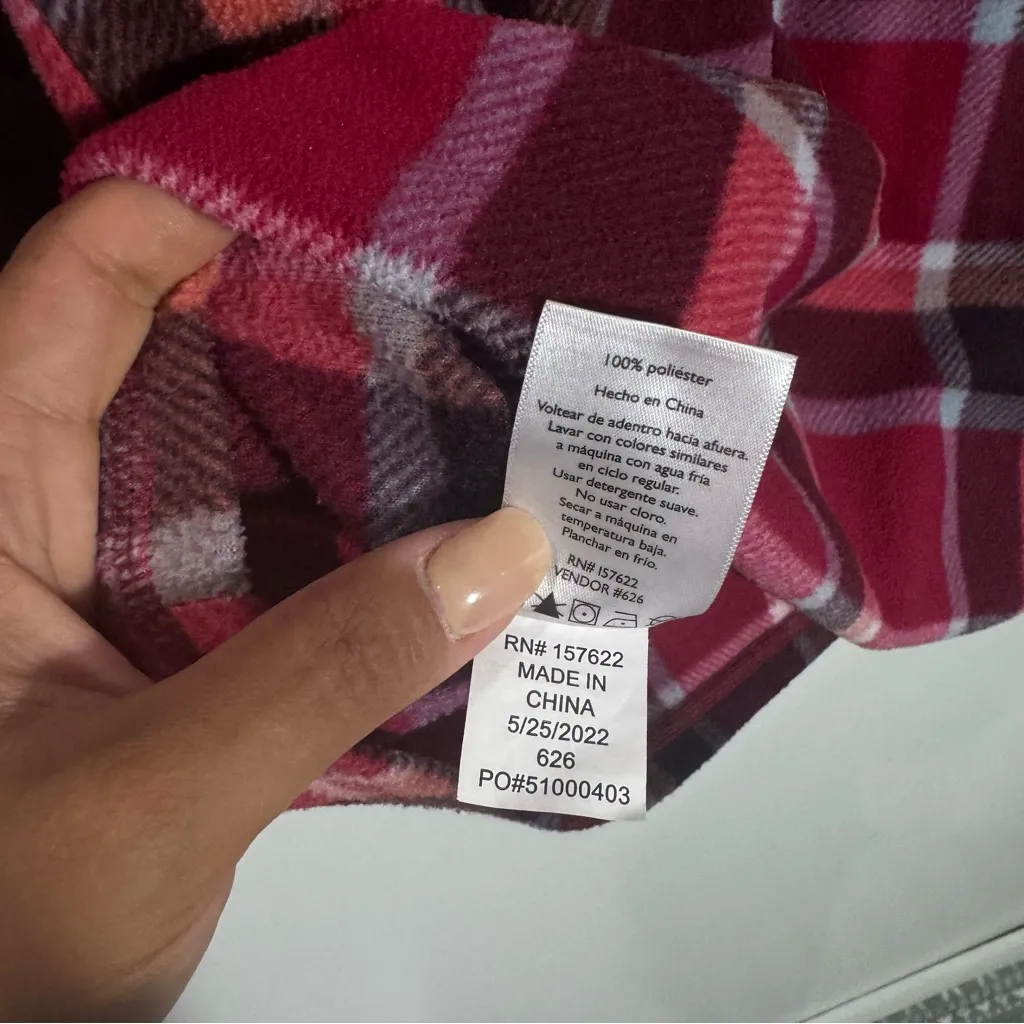 100% poliéster
Hecho en China
Voltear de adentro hacia afuera.
Lavar con colores similares
a máquina con agua fría
en ciclo regular.
Usar detergente suave.
No usar cloro.
Secar a máquina en
temperatura baja.
Planchar en frío.
RN# 157622
VENDOR #626
RN# 157622
MADE IN
CHINA
5/25/2022
626
PO#51000403